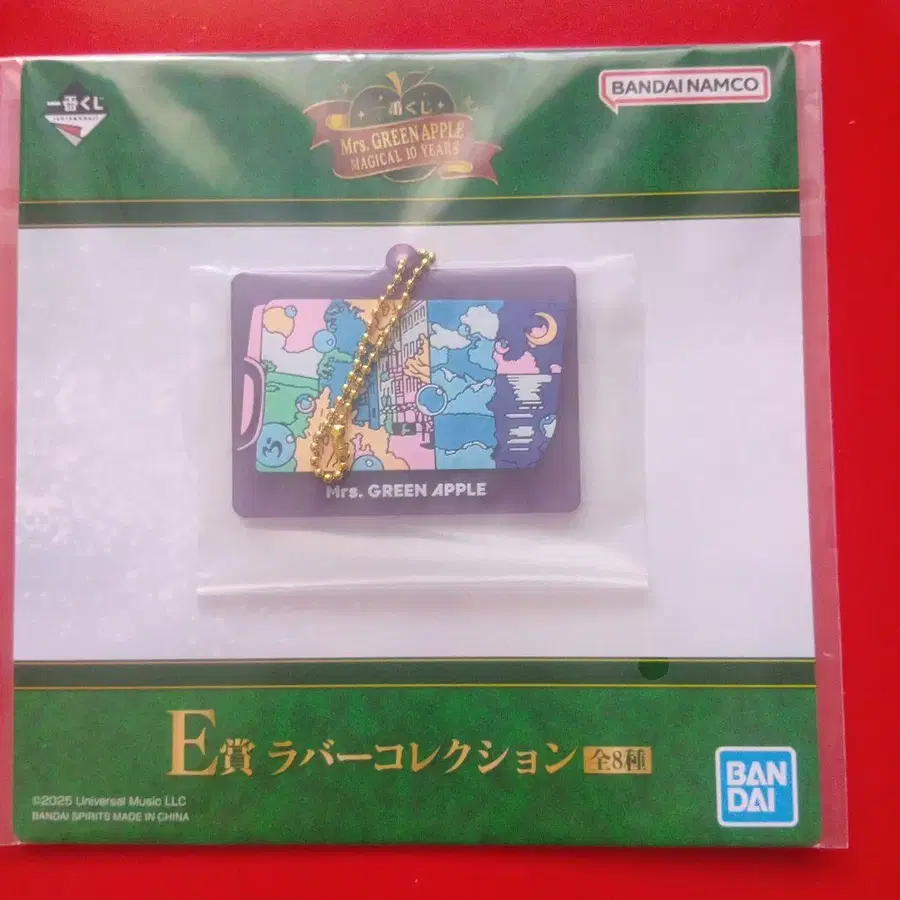 一番くじ
一番くじ
Mrs. GREEN APPLE
MAGICAL 10 YEARS
BANDAI NAMCO
Mrs. GREEN APPLE
E賞 ラバーコレクション 全8種
©2025 Universal Music LLC
BANDAI SPIRITS MADE IN CHINA
BAN
DAI